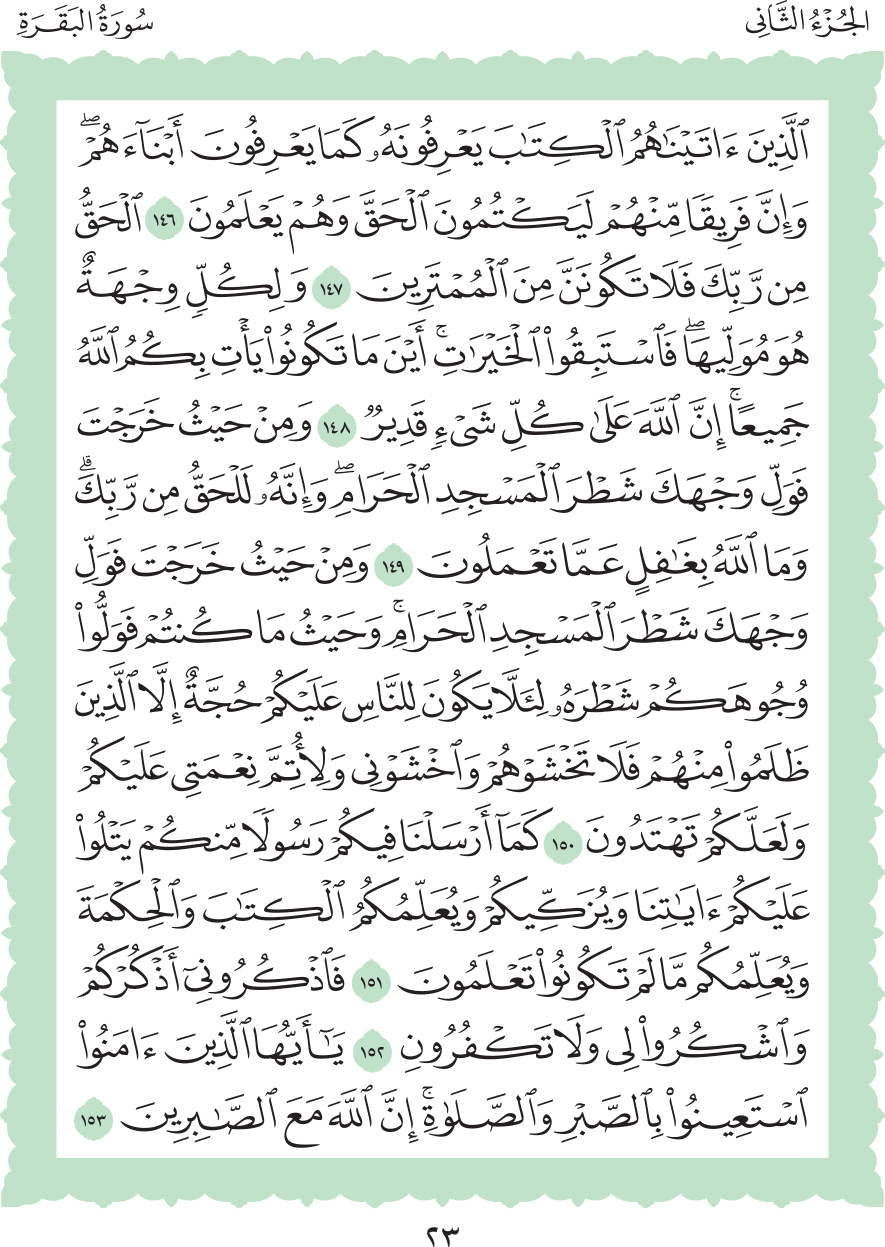 الجُزْءُ الثَّانِي
سُورَةُ البَقَرَةِ
ٱلَّذِينَ ءَاتَيْنَـٰهُمُ ٱلْكِتَـٰبَ يَعْرِفُونَهُۥ كَمَا يَعْرِفُونَ أَبْنَآءَهُمْۖ
وَإِنَّ فَرِيقًا مِّنْهُمْ لَيَكْتُمُونَ ٱلْحَقَّ وَهُمْ يَعْلَمُونَ ١٤٦ ٱلْحَقُّ
مِن رَّبِّكَ فَلَا تَكُونَنَّ مِنَ ٱلْمُمْتَرِينَ ١٤٧ وَلِكُلٍّ وِجْهَةٌ
هُوَ مُوَلِّيهَاۖ فَٱسْتَبِقُوا۟ ٱلْخَيْرَٰتِۚ أَيْنَ مَا تَكُونُوا۟ يَأْتِ بِكُمُ ٱللَّهُ
جَمِيعًاۚ إِنَّ ٱللَّهَ عَلَىٰ كُلِّ شَىْءٍ قَدِيرٌ ١٤٨ وَمِنْ حَيْثُ خَرَجْتَ
فَوَلِّ وَجْهَكَ شَطْرَ ٱلْمَسْجِدِ ٱلْحَرَامِۖ وَإِنَّهُۥ لَلْحَقُّ مِن رَّبِّكَۗ
وَمَا ٱللَّهُ بِغَـٰفِلٍ عَمَّا تَعْمَلُونَ ١٤٩ وَمِنْ حَيْثُ خَرَجْتَ فَوَلِّ
وَجْهَكَ شَطْرَ ٱلْمَسْجِدِ ٱلْحَرَامِۚ وَحَيْثُ مَا كُنتُمْ فَوَلُّوا۟
وُجُوهَكُمْ شَطْرَهُۥ لِئَلَّا يَكُونَ لِلنَّاسِ عَلَيْكُمْ حُجَّةٌ إِلَّا ٱلَّذِينَ
ظَلَمُوا۟ مِنْهُمْ فَلَا تَخْشَوْهُمْ وَٱخْشَوْنِى وَلِأُتِمَّ نِعْمَتِى عَلَيْكُمْ
وَلَعَلَّكُمْ تَهْتَدُونَ ١٥٠ كَمَآ أَرْسَلْنَا فِيكُمْ رَسُولًا مِّنكُمْ يَتْلُوا۟
عَلَيْكُمْ ءَايَـٰتِنَا وَيُزَكِّيكُمْ وَيُعَلِّمُكُمُ ٱلْكِتَـٰبَ وَٱلْحِكْمَةَ
وَيُعَلِّمُكُم مَّا لَمْ تَكُونُوا۟ تَعْلَمُونَ ١٥١ فَٱذْكُرُونِىٓ أَذْكُرْكُمْ
وَٱشْكُرُوا۟ لِى وَلَا تَكْفُرُونِ ١٥٢ يَـٰٓأَيُّهَا ٱلَّذِينَ ءَامَنُوا۟
ٱسْتَعِينُوا۟ بِٱلصَّبْرِ وَٱلصَّلَوٰةِۚ إِنَّ ٱللَّهَ مَعَ ٱلصَّـٰبِرِينَ ١٥٣
٢٣